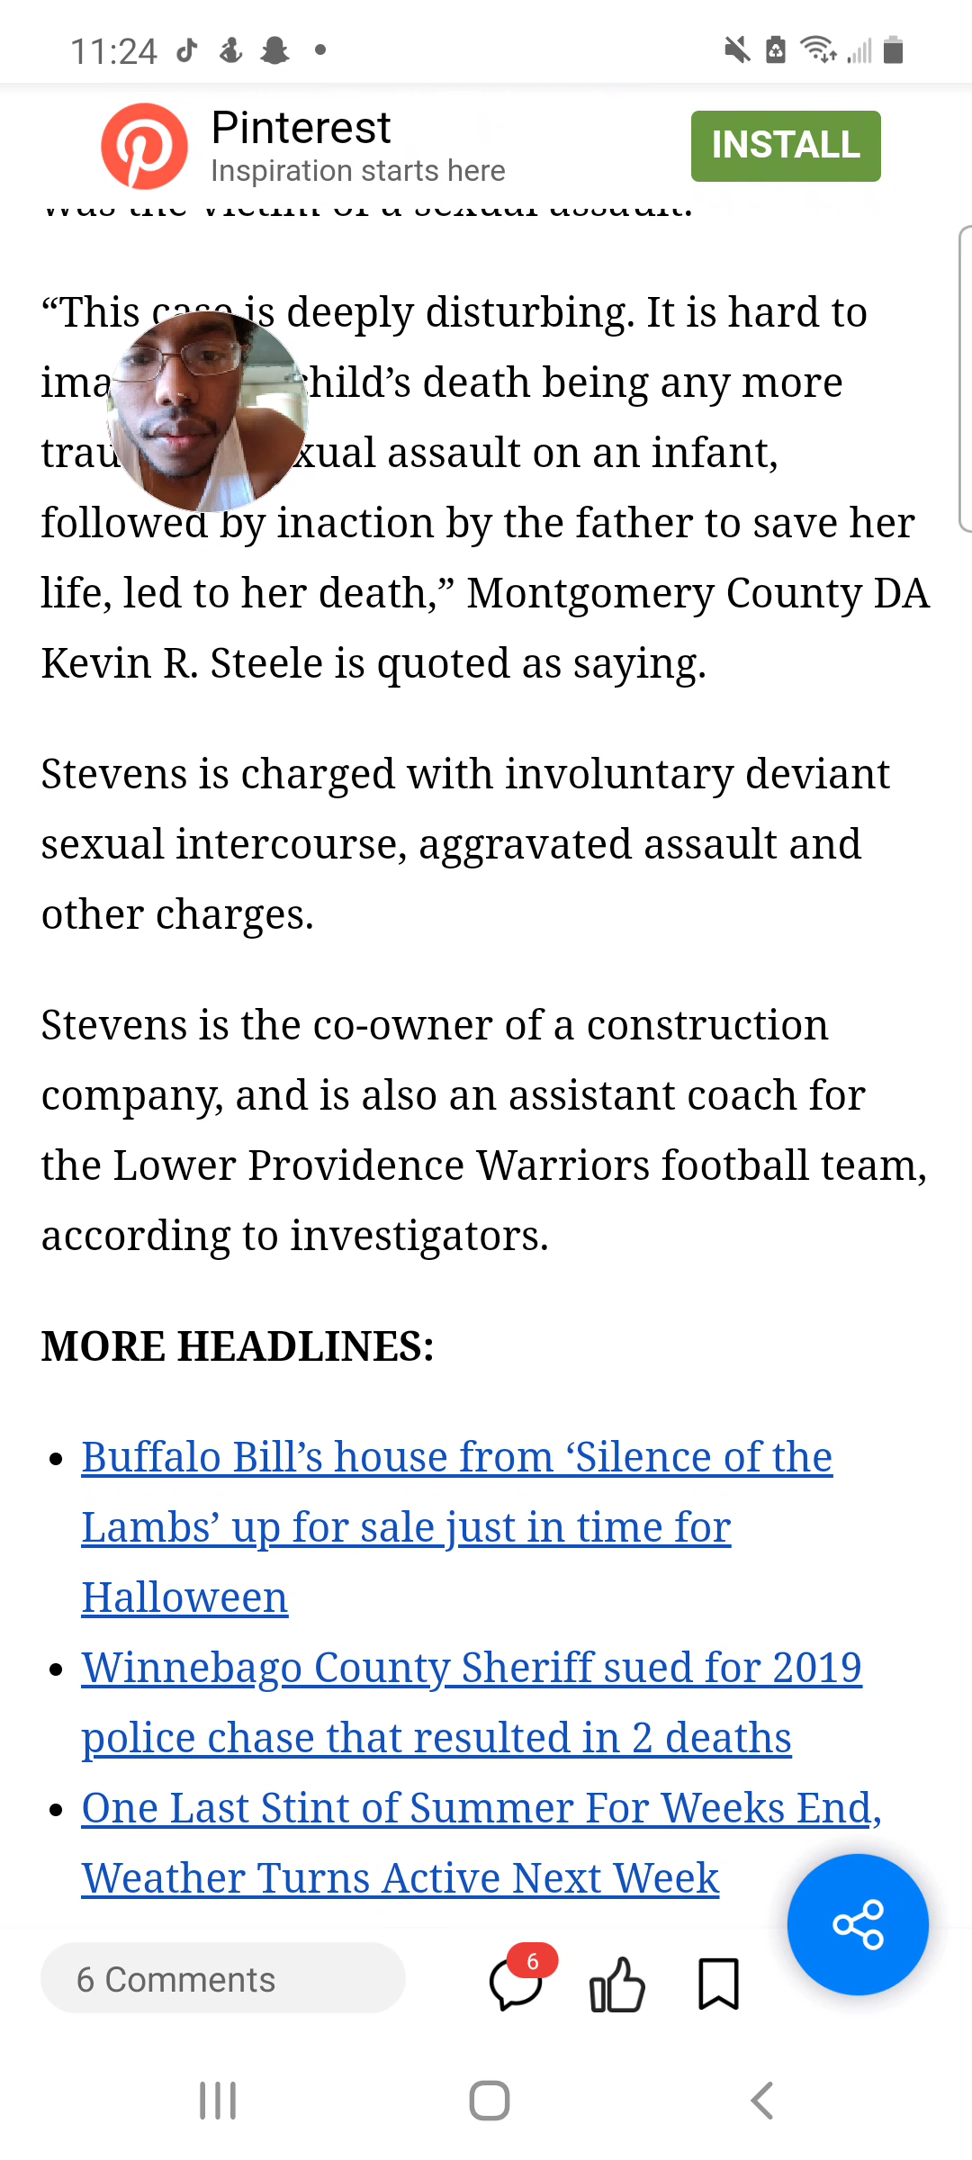 11:24
Pinterest
Inspiration starts here
INSTALL
was the victim of a sexual assault.
“This case is deeply disturbing. It is hard to
ima hild’s death being any more
trau xual assault on an infant,
followed by inaction by the father to save her
life, led to her death,” Montgomery County DA
Kevin R. Steele is quoted as saying.
Stevens is charged with involuntary deviant
sexual intercourse, aggravated assault and
other charges.
Stevens is the co-owner of a construction
company, and is also an assistant coach for
the Lower Providence Warriors football team,
according to investigators.
MORE HEADLINES:
• Buffalo Bill’s house from ‘Silence of the
Lambs’ up for sale just in time for
Halloween
• Winnebago County Sheriff sued for 2019
police chase that resulted in 2 deaths
• One Last Stint of Summer For Weeks End,
Weather Turns Active Next Week
6 Comments
6